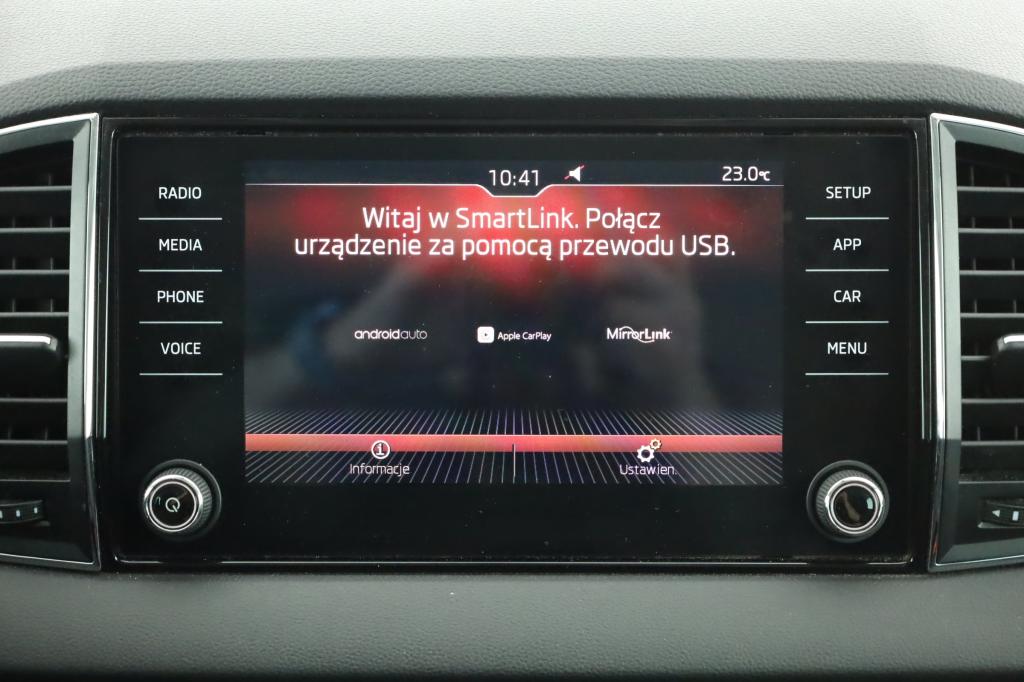 10:41
23.0°C
Witaj w SmartLink. Połącz
urządzenie za pomocą przewodu USB.
androidauto
Apple CarPlay
MirrorLink
Informacje
Ustawien.
RADIO
MEDIA
PHONE
VOICE
SETUP
APP
CAR
MENU